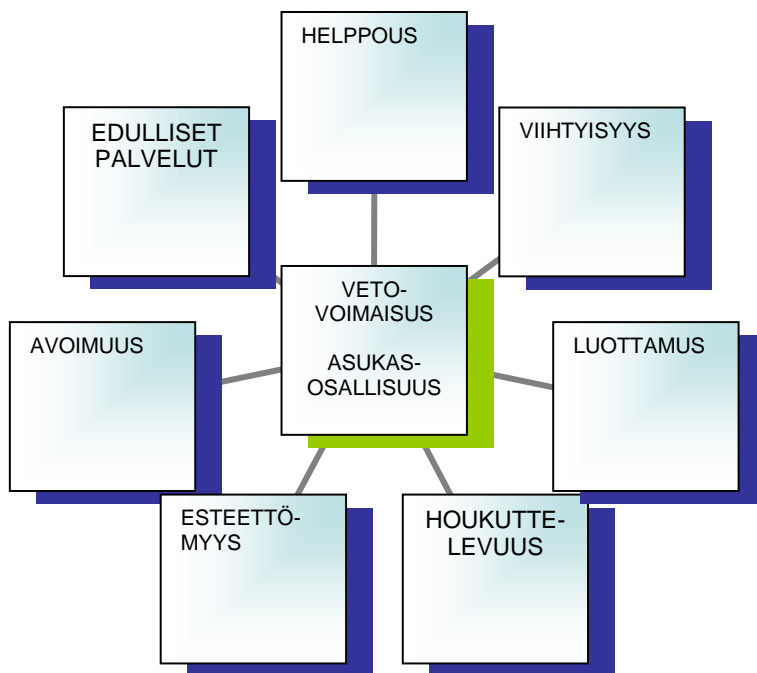 HELPPOUS
EDULLISET
PALVELUT
VIIHTYISYYS
VETO-
VOIMAISUS
ASUKAS-
OSALLISUUS
AVOIMUUS
LUOTTAMUS
ESTEETTÖ-
MYYS
HOUKUTTE-
LEVUUS